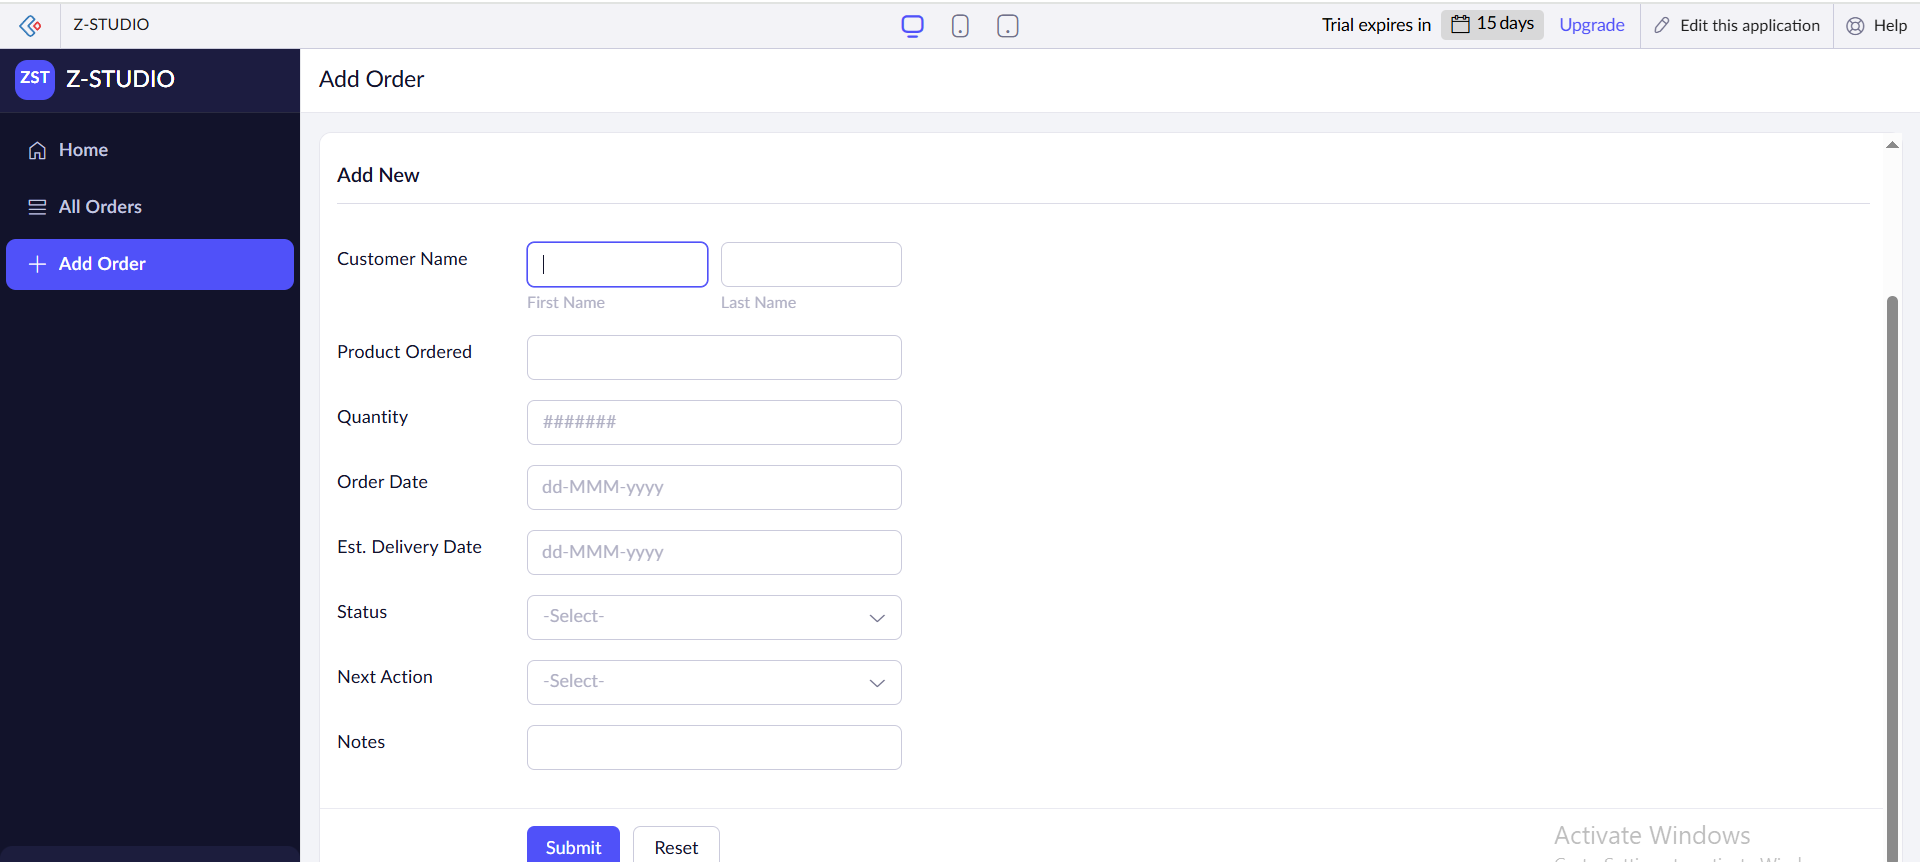 Z-STUDIO
Trial expires in 15 days Upgrade Edit this application Help
ZST Z-STUDIO
Add Order
Home
All Orders
Add Order
Add New
Customer Name
First Name Last Name
Product Ordered
Quantity #######
Order Date dd-MMM-yyyy
Est. Delivery Date dd-MMM-yyyy
Status -Select-
Next Action -Select-
Notes
Submit Reset
Activate Windows